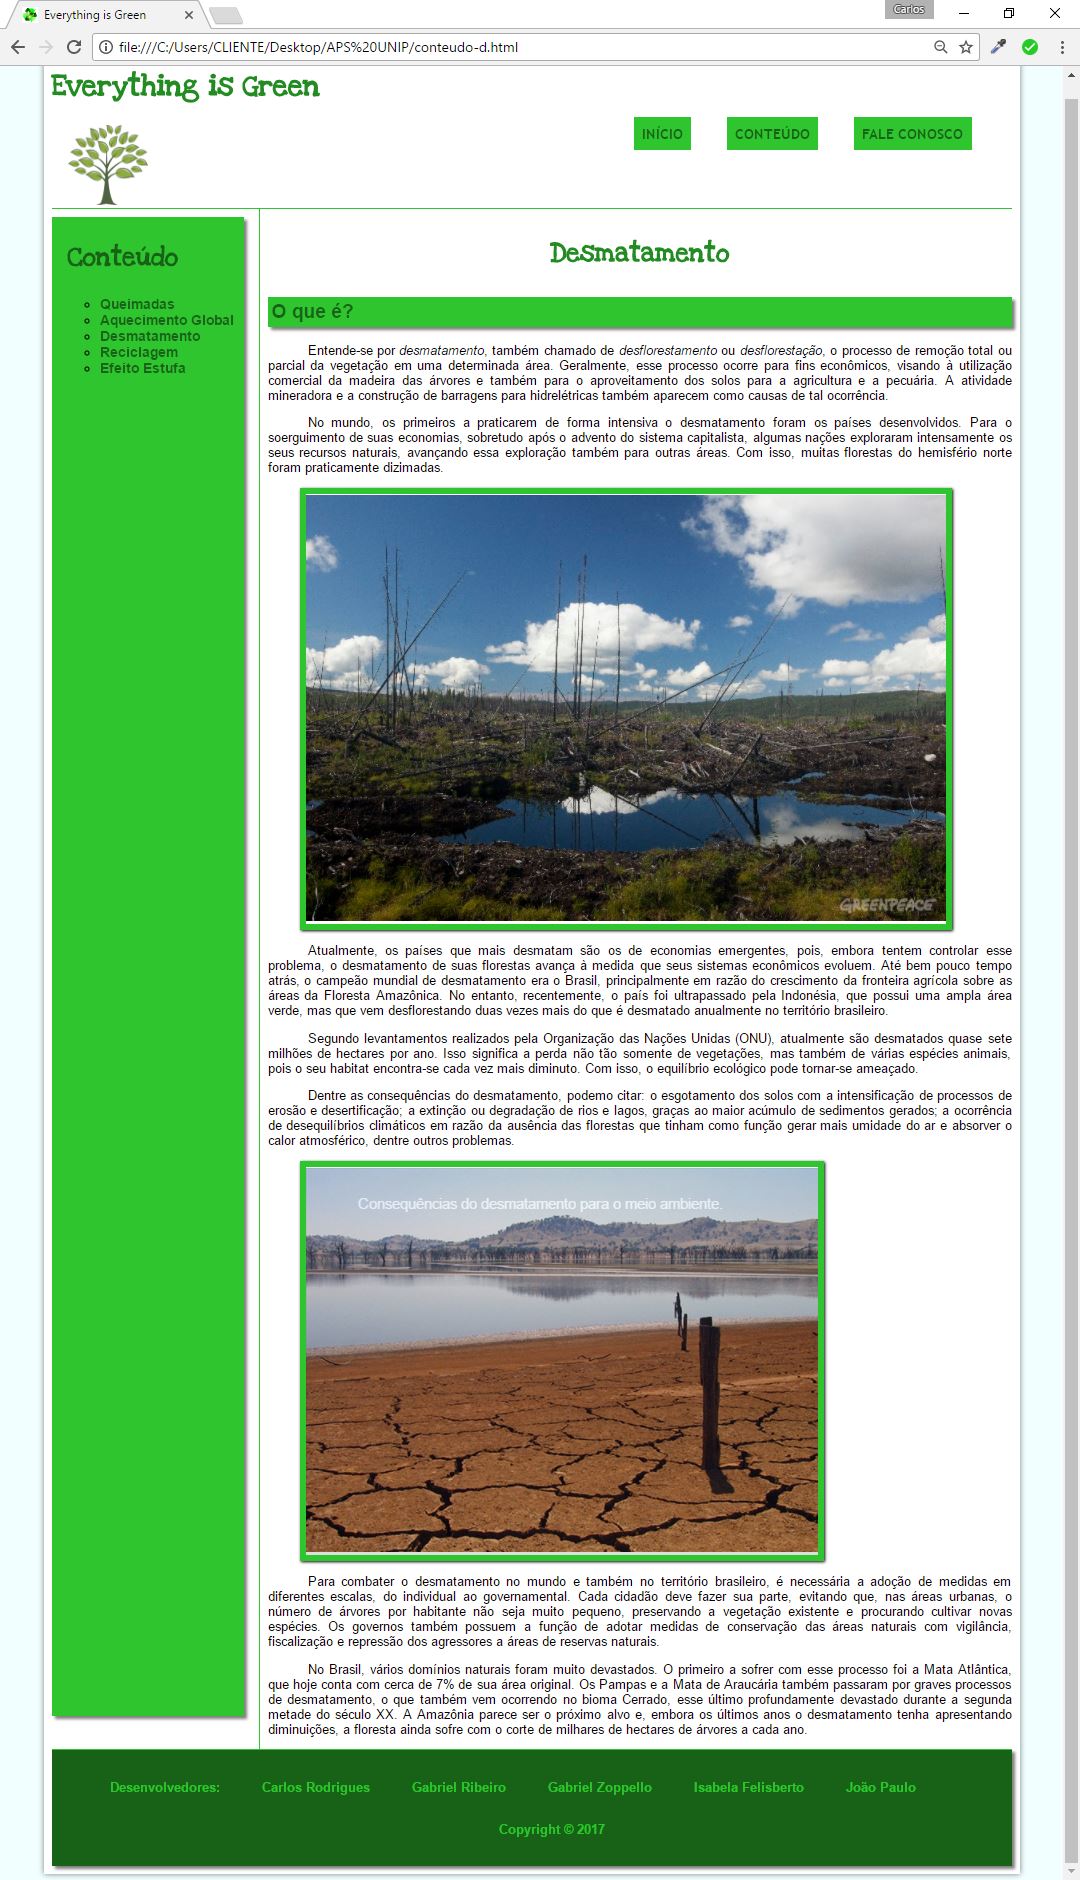 Everything is Green
Carlos
file:///C:/Users/CLIENTE/Desktop/APS%20UNIP/conteudo-d.html
Everything is Green
INÍCIO
CONTEÚDO
FALE CONOSCO
Conteúdo
Queimadas
Aquecimento Global
Desmatamento
Reciclagem
Efeito Estufa
Desmatamento
O que é?
Entende-se por desmatamento, também chamado de desflorestamento ou desflorestação, o processo de remoção total ou
parcial da vegetação em uma determinada área. Geralmente, esse processo ocorre para fins econômicos, visando à utilização
comercial da madeira das árvores e também para o aproveitamento dos solos para a agricultura e a pecuária. A atividade
mineradora e a construção de barragens para hidrelétricas também aparecem como causas de tal ocorrência.
No mundo, os primeiros a praticarem de forma intensiva o desmatamento foram os países desenvolvidos. Para o
soerguimento de suas economias, sobretudo após o advento do sistema capitalista, algumas nações exploraram intensamente os
seus recursos naturais, avançando essa exploração também para outras áreas. Com isso, muitas florestas do hemisfério norte
foram praticamente dizimadas.
GREENPEACE
Atualmente, os países que mais desmatam são os de economias emergentes, pois, embora tentem controlar esse
problema, o desmatamento de suas florestas avança à medida que seus sistemas econômicos evoluem. Até bem pouco tempo
atrás, o campeão mundial de desmatamento era o Brasil, principalmente em razão do crescimento da fronteira agrícola sobre as
áreas da Floresta Amazônica. No entanto, recentemente, o país foi ultrapassado pela Indonésia, que possui uma ampla área
verde, mas que vem desflorestando duas vezes mais do que é desmatado anualmente no território brasileiro.
Segundo levantamentos realizados pela Organização das Nações Unidas (ONU), atualmente são desmatados quase sete
milhões de hectares por ano. Isso significa a perda não tão somente de vegetações, mas também de várias espécies animais,
pois o seu habitat encontra-se cada vez mais diminuto. Com isso, o equilíbrio ecológico pode tornar-se ameaçado.
Dentre as consequências do desmatamento, podemo citar: o esgotamento dos solos com a intensificação de processos de
erosão e desertificação; a extinção ou degradação de rios e lagos, graças ao maior acúmulo de sedimentos gerados; a ocorrência
de desequilíbrios climáticos em razão da ausência das florestas que tinham como função gerar mais umidade do ar e absorver o
calor atmosférico, dentre outros problemas.
Consequências do desmatamento para o meio ambiente.
Para combater o desmatamento no mundo e também no território brasileiro, é necessária a adoção de medidas em
diferentes escalas, do individual ao governamental. Cada cidadão deve fazer sua parte, evitando que, nas áreas urbanas, o
número de árvores por habitante não seja muito pequeno, preservando a vegetação existente e procurando cultivar novas
espécies. Os governos também possuem a função de adotar medidas de conservação das áreas naturais com vigilância,
fiscalização e repressão dos agressores a áreas de reservas naturais.
No Brasil, vários domínios naturais foram muito devastados. O primeiro a sofrer com esse processo foi a Mata Atlântica,
que hoje conta com cerca de 7% de sua área original. Os Pampas e a Mata de Araucária também passaram por graves processos
de desmatamento, o que também vem ocorrendo no bioma Cerrado, esse último profundamente devastado durante a segunda
metade do século XX. A Amazônia parece ser o próximo alvo e, embora os últimos anos o desmatamento tenha apresentando
diminuições, a floresta ainda sofre com o corte de milhares de hectares de árvores a cada ano.
Desenvolvedores: Carlos Rodrigues Gabriel Ribeiro Gabriel Zoppello Isabela Felisberto João Paulo
Copyright © 2017